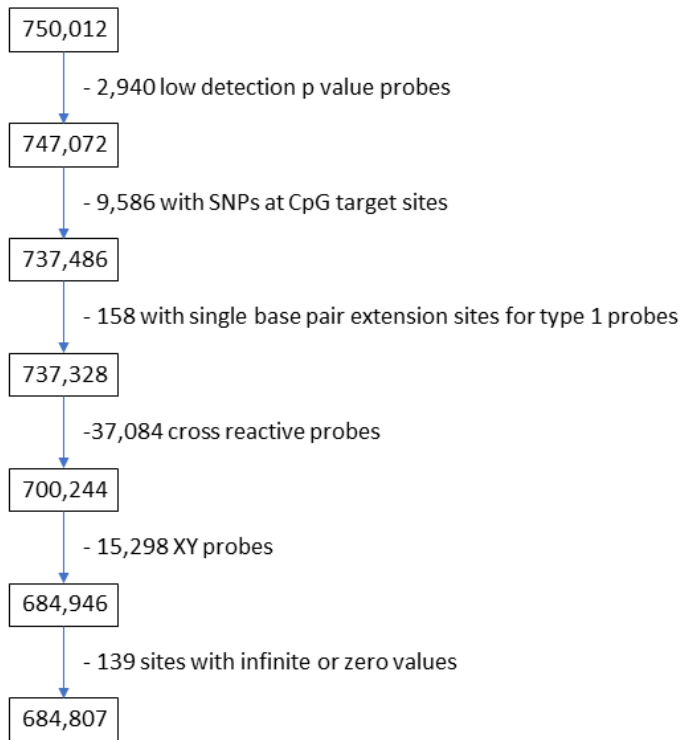 750,012
- 2,940 low detection p value probes
747,072
- 9,586 with SNPs at CpG target sites
737,486
- 158 with single base pair extension sites for type 1 probes
737,328
-37,084 cross reactive probes
700,244
- 15,298 XY probes
684,946
- 139 sites with infinite or zero values
684,807